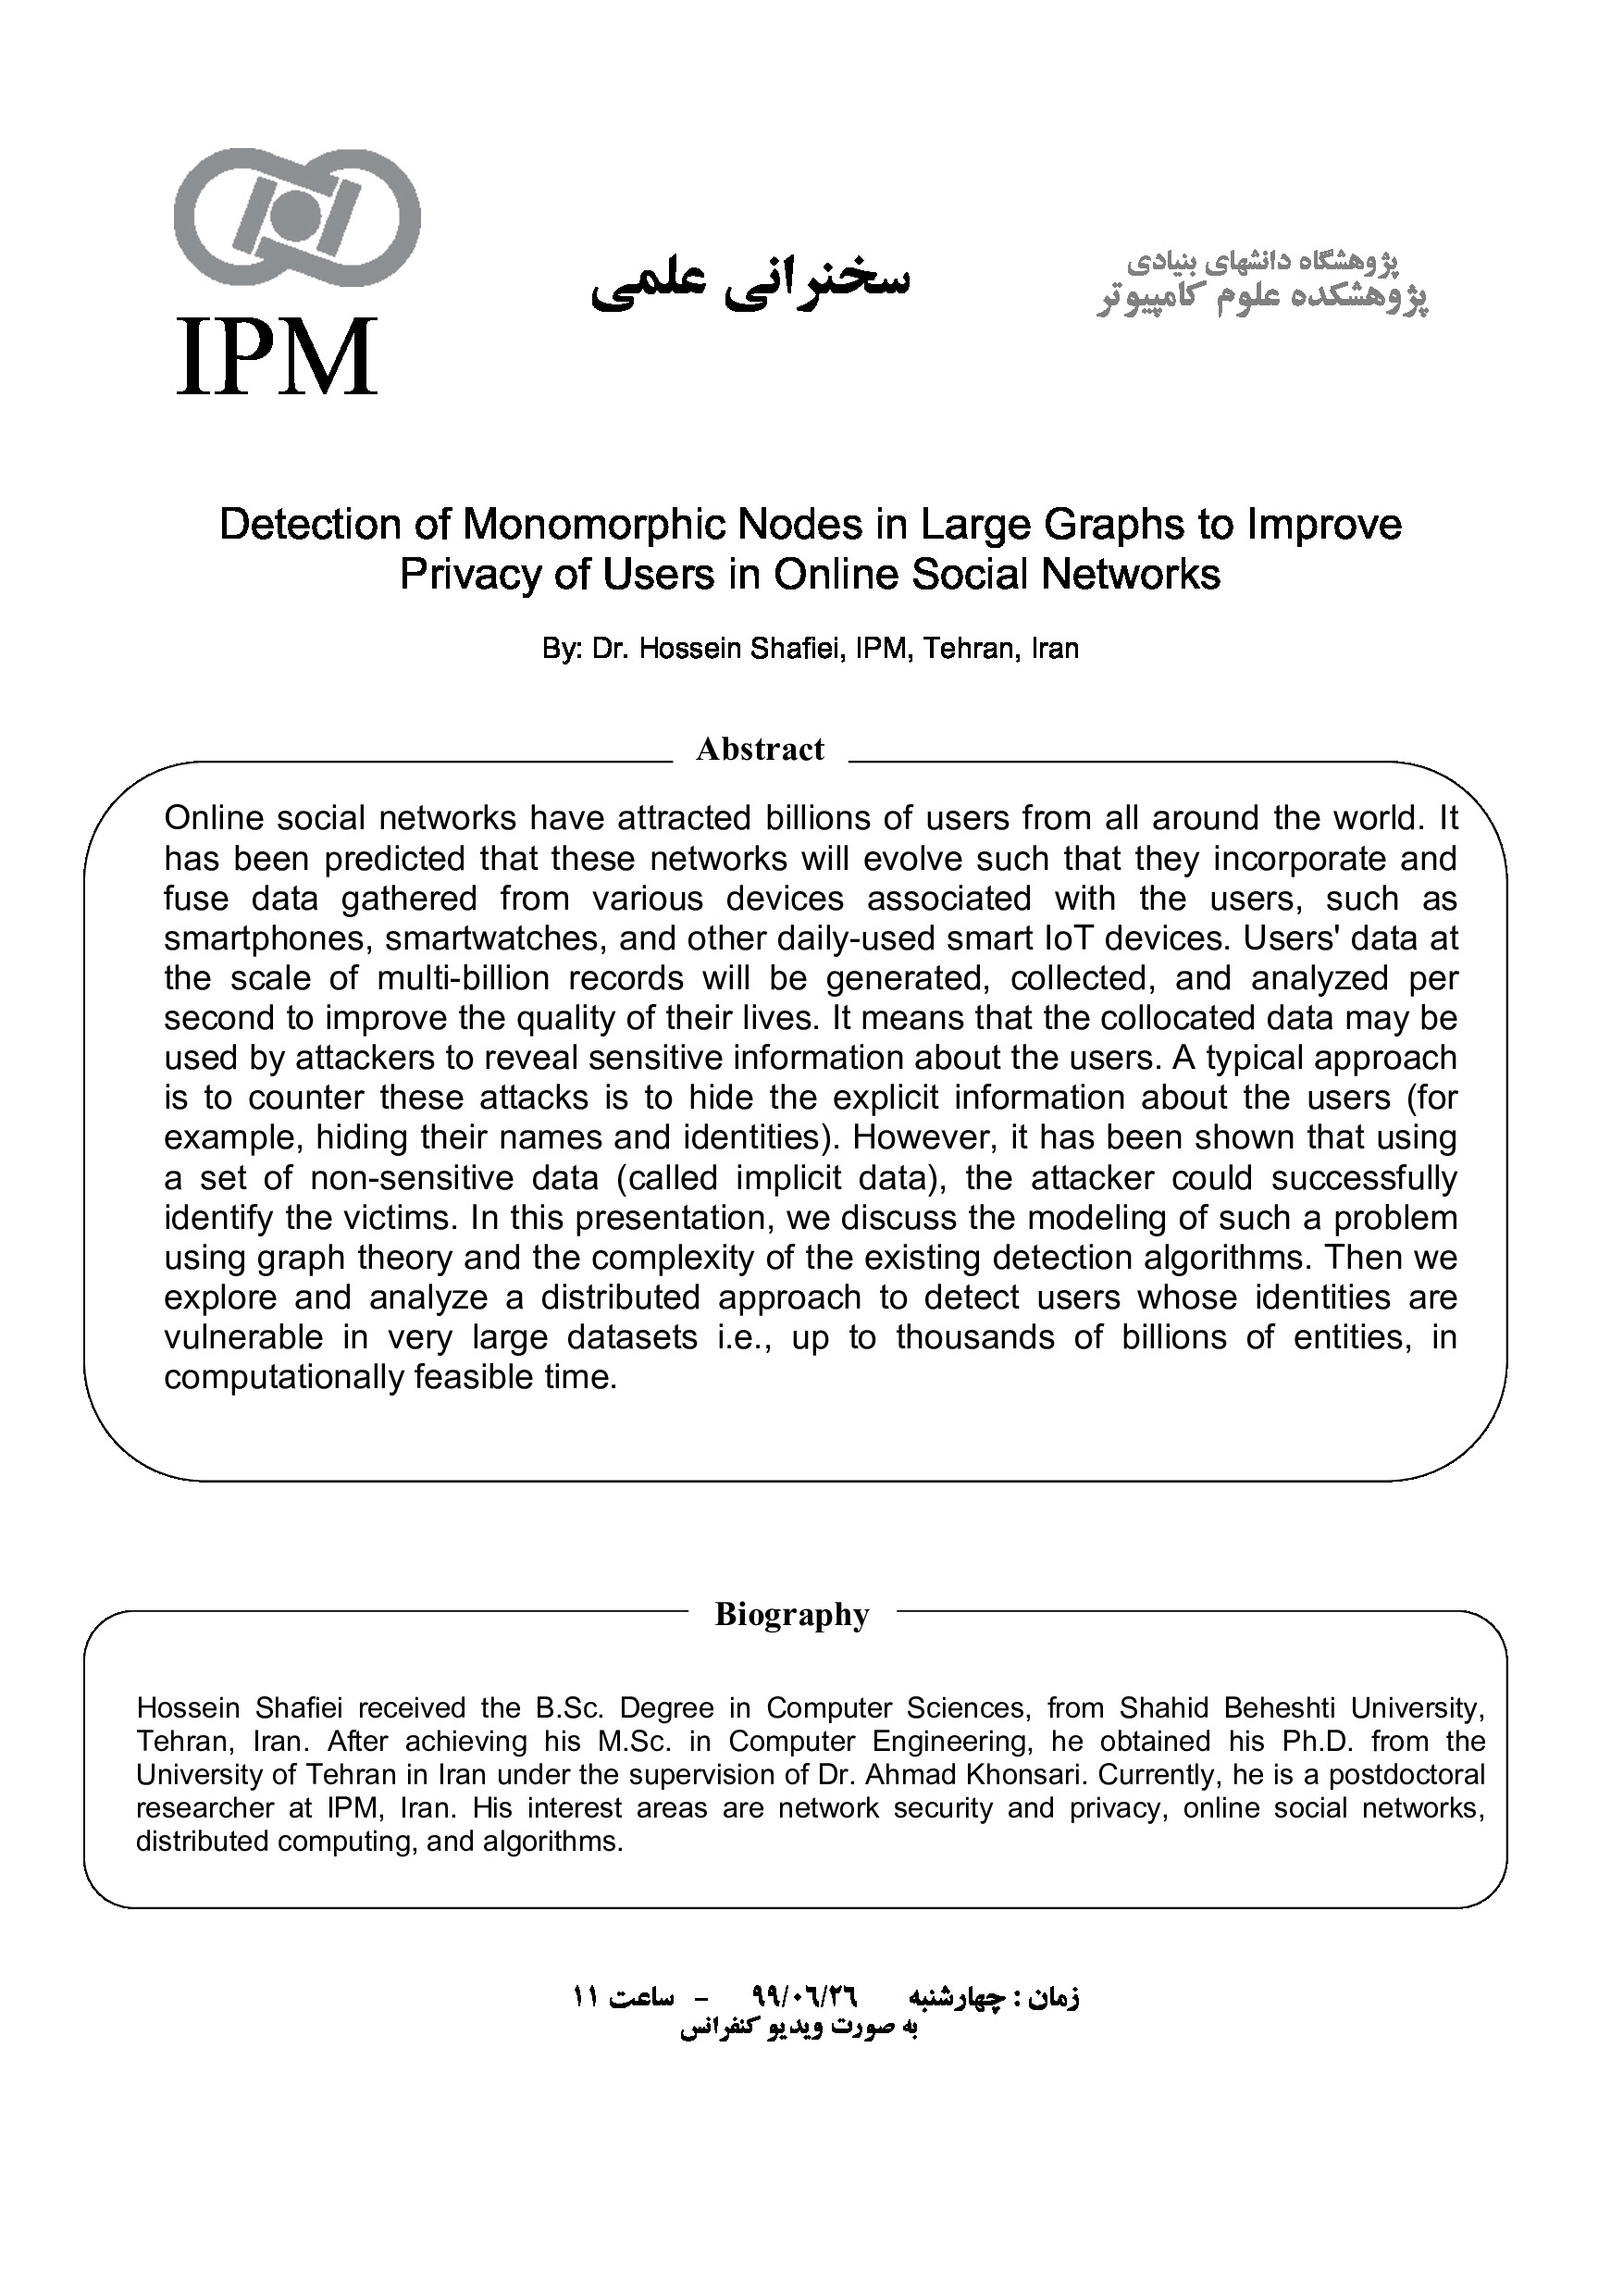 سخنرانی علمی
پژوهشگاه دانشهای بنیادی
پژوهشکده علوم کامپیوتر
IPM
Detection of Monomorphic Nodes in Large Graphs to Improve
Privacy of Users in Online Social Networks
By: Dr. Hossein Shafiei, IPM, Tehran, Iran
Abstract
Online social networks have attracted billions of users from all around the world. It
has been predicted that these networks will evolve such that they incorporate and
fuse data gathered from various devices associated with the users, such as
smartphones, smartwatches, and other daily-used smart IoT devices. Users' data at
the scale of multi-billion records will be generated, collected, and analyzed per
second to improve the quality of their lives. It means that the collocated data may be
used by attackers to reveal sensitive information about the users. A typical approach
is to counter these attacks is to hide the explicit information about the users (for
example, hiding their names and identities). However, it has been shown that using
a set of non-sensitive data (called implicit data), the attacker could successfully
identify the victims. In this presentation, we discuss the modeling of such a problem
using graph theory and the complexity of the existing detection algorithms. Then we
explore and analyze a distributed approach to detect users whose identities are
vulnerable in very large datasets i.e., up to thousands of billions of entities, in
computationally feasible time.
Biography
Hossein Shafiei received the B.Sc. Degree in Computer Sciences, from Shahid Beheshti University,
Tehran, Iran. After achieving his M.Sc. in Computer Engineering, he obtained his Ph.D. from the
University of Tehran in Iran under the supervision of Dr. Ahmad Khonsari. Currently, he is a postdoctoral
researcher at IPM, Iran. His interest areas are network security and privacy, online social networks,
distributed computing, and algorithms.
زمان : چهارشنبه ۹۹/۰۶/۲۶ - ساعت ۱۱
به صورت ویدیو کنفرانس